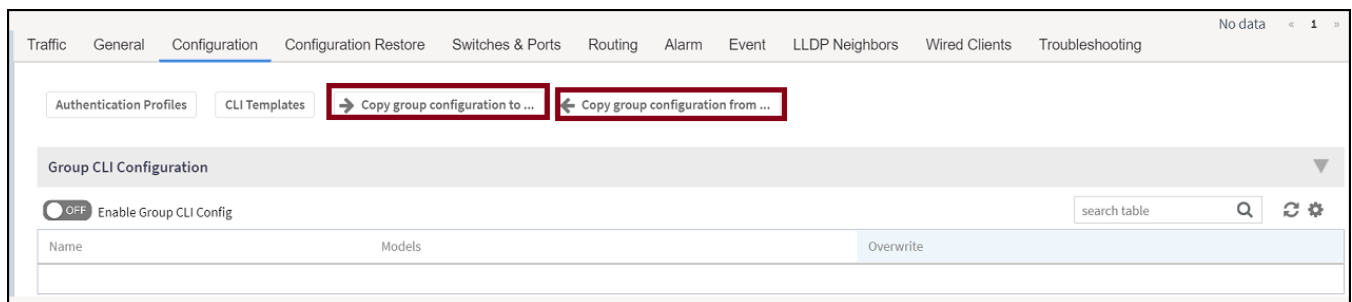 No data « 1 »
Traffic General Configuration Configuration Restore Switches & Ports Routing Alarm Event LLDP Neighbors Wired Clients Troubleshooting
Authentication Profiles CLI Templates Copy group configuration to ... Copy group configuration from ...
Group CLI Configuration
OFF Enable Group CLI Config search table
Name Models Overwrite